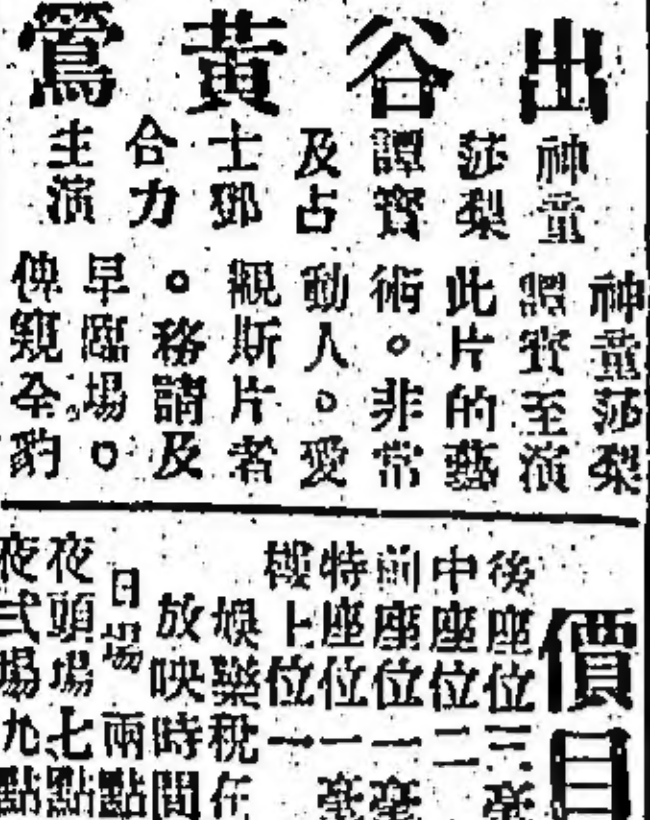 出谷黃鶯
神童
莎梨
譚寶
及占
士鄧
合力
主演
神童莎梨
譚寶至演
此片的藝
術。非常
動人。愛
觀斯片者
。務請及
早臨場。
俾窺全豹
價目
後座位三毫
中座位二
前座位一毫
特座位一毫
樓上位一
娛樂稅在
放映時間
日場兩點
夜頭場七點
夜式場九點